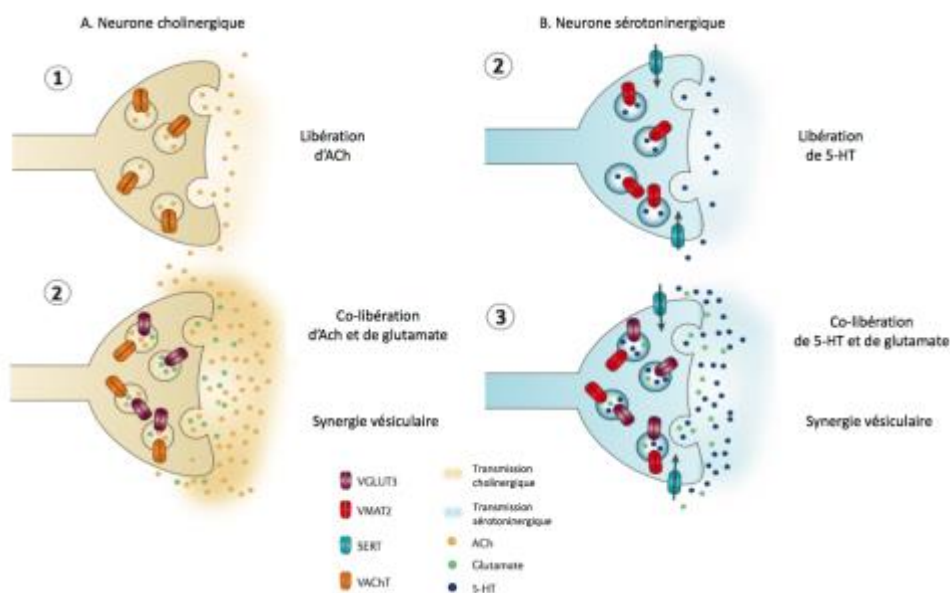 A. Neurone cholinergique
B. Neurone sérotoninergique
1
Libération
d'ACh
2
Libération
de 5-HT
2
Co-libération
d'Ach et de glutamate
Synergie vésiculaire
3
Co-libération
de 5-HT et de glutamate
Synergie vésiculaire
VGLUT3
VMAT2
SERT
VAChT
Transmission
cholinergique
Transmission
sérotoninergique
ACh
Glutamate
5-HT